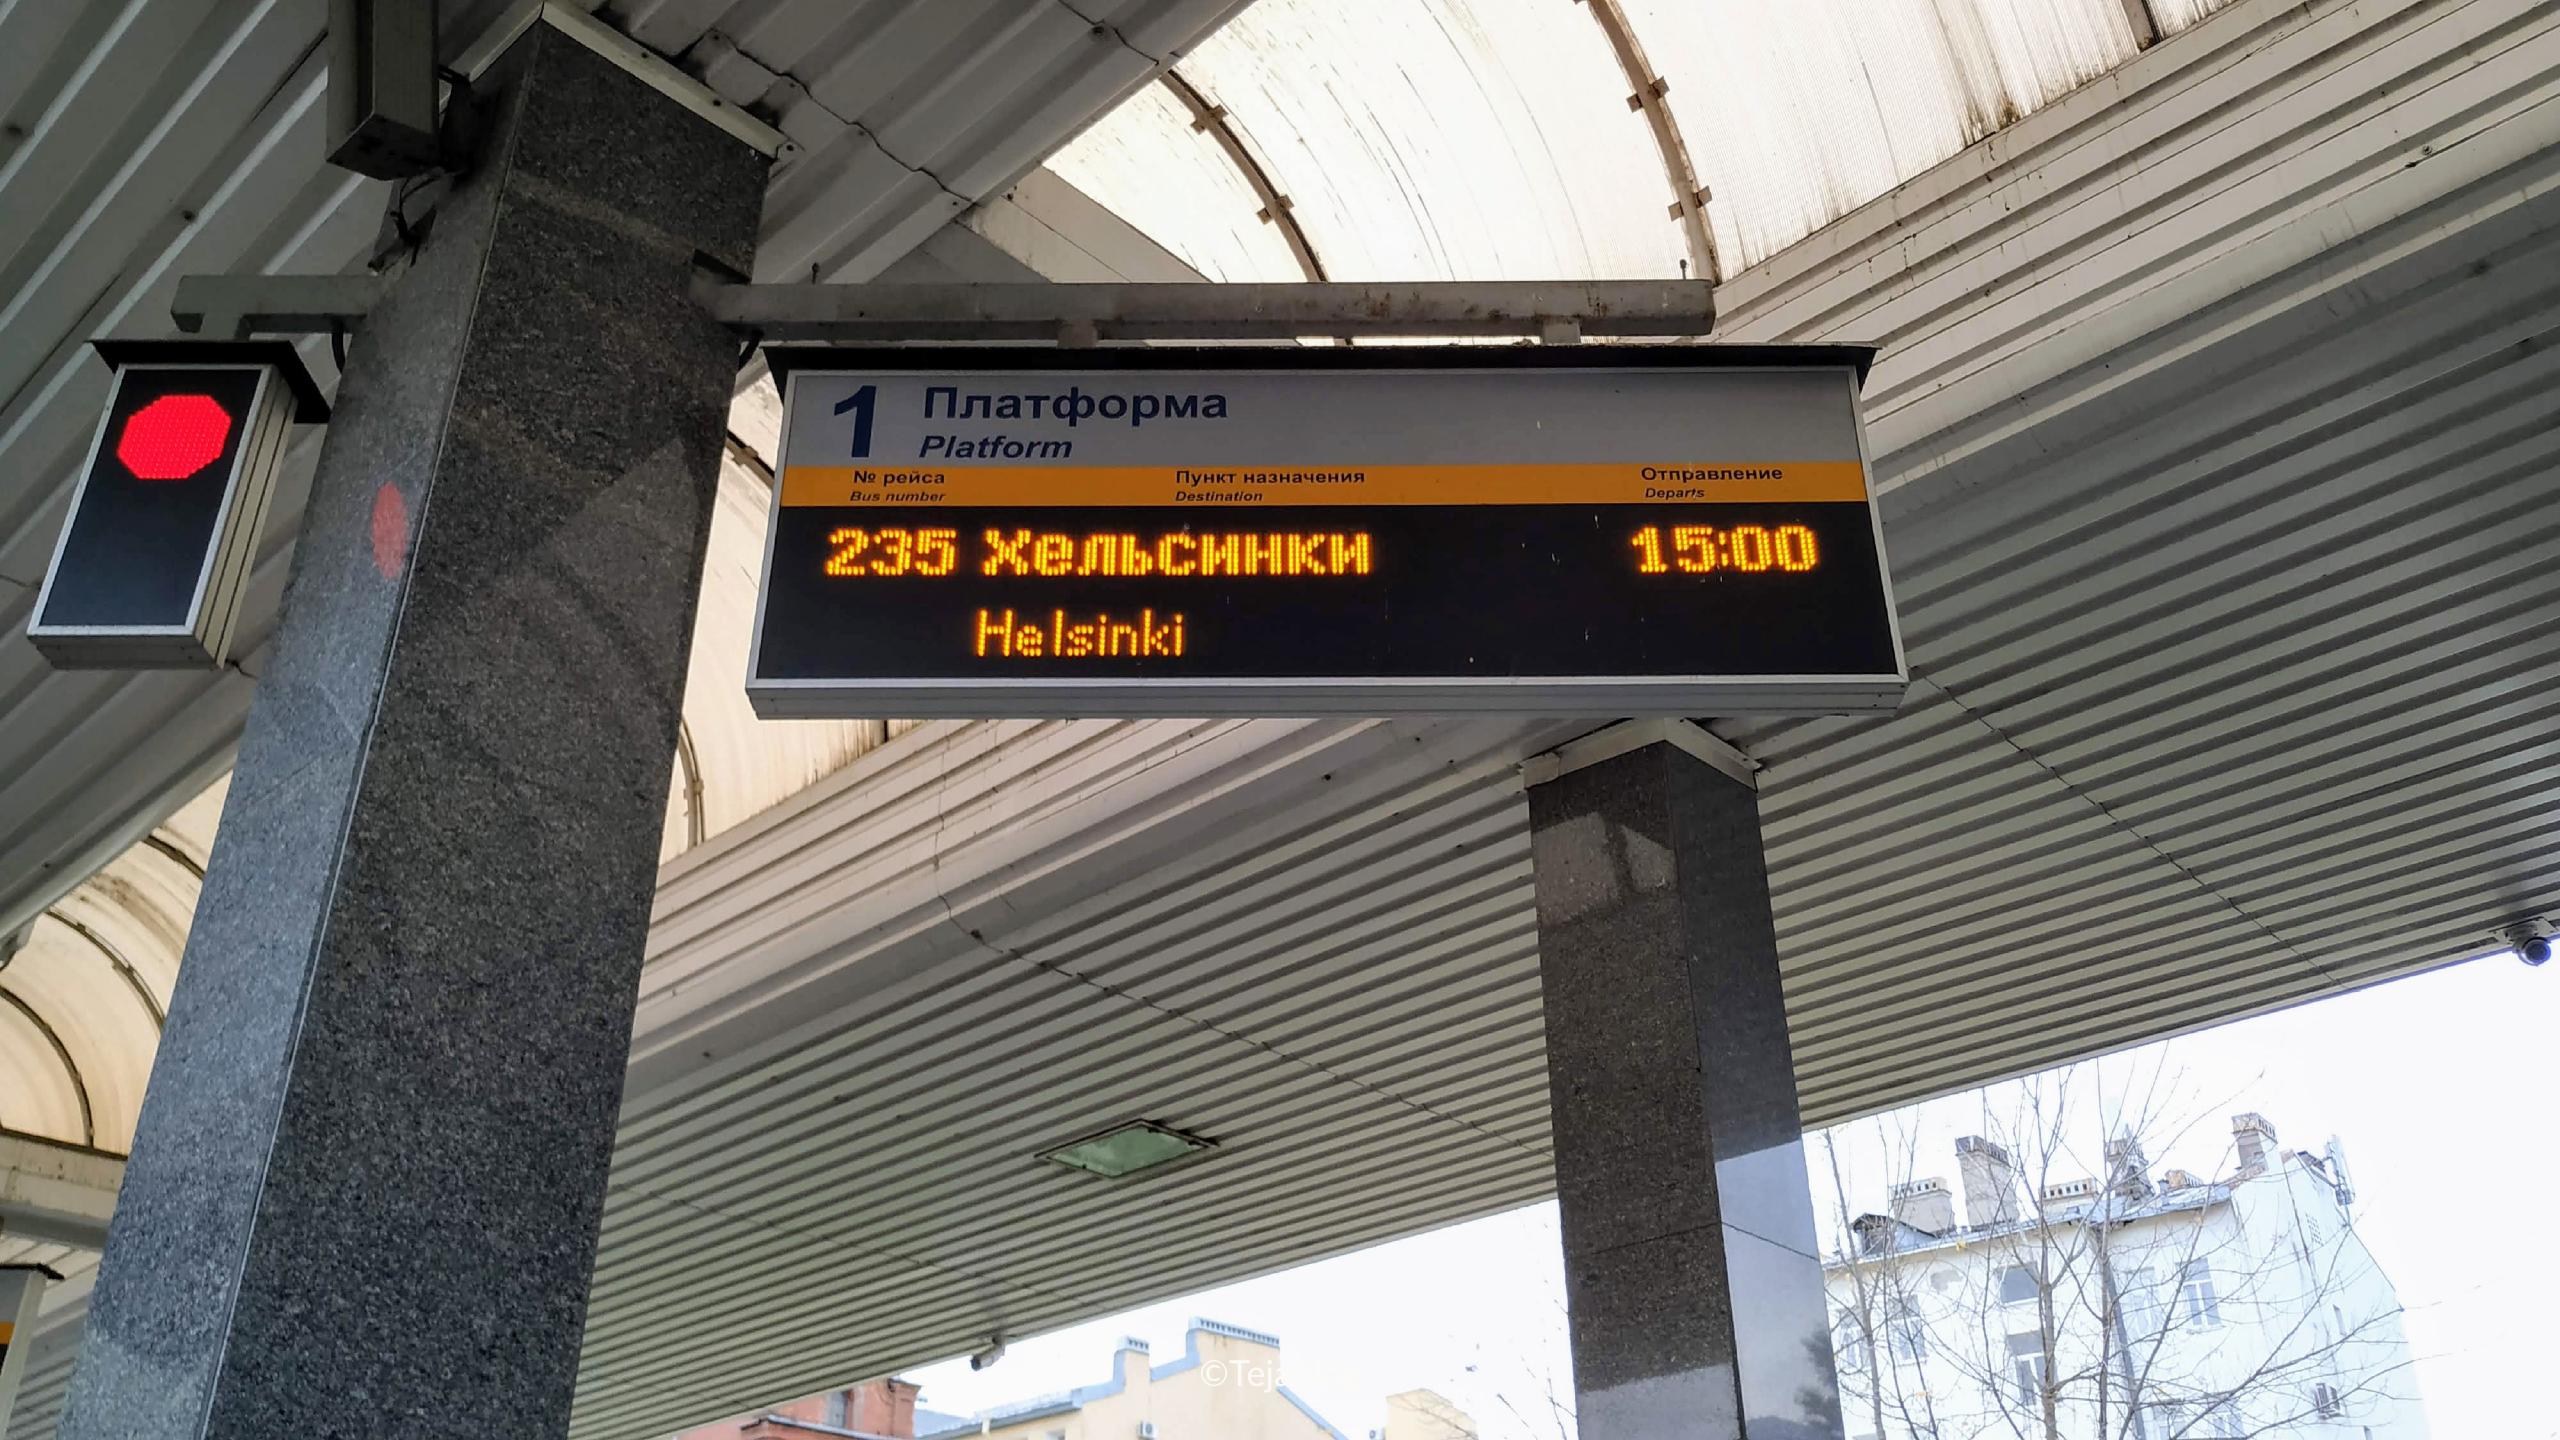 1 Платформа
Platform
№ рейса Пункт назначения Отправление
Bus number Destination Departs
235 Хельсинки 15:00
Helsinki